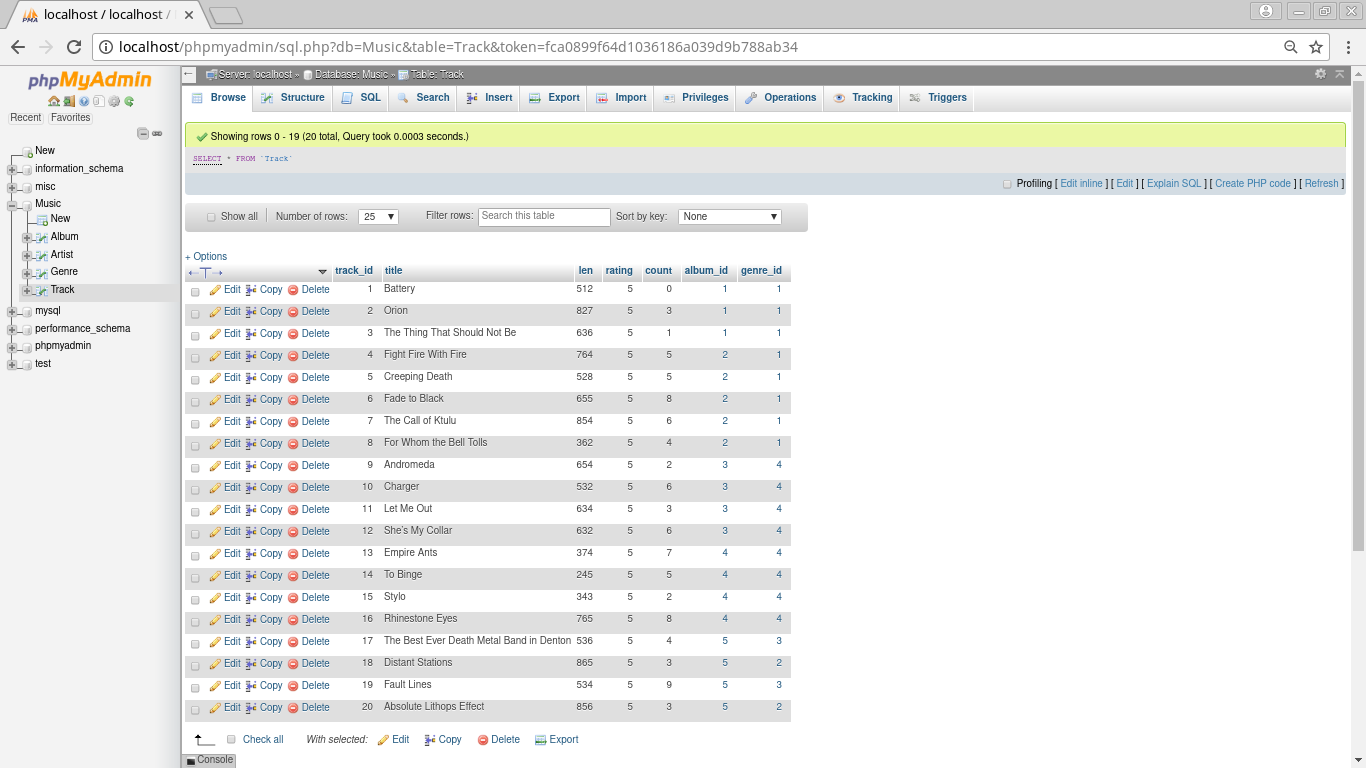 localhost / localhost /
localhost/phpmyadmin/sql.php?db=Music&table=Track&token=fca0899f64d1036186a039d9b788ab34
phpMyAdmin
Recent Favorites
New
information_schema
misc
Music
New
Album
Artist
Genre
Track
mysql
performance_schema
phpmyadmin
test
Server: localhost » Database: Music » Table: Track
Browse Structure SQL Search Insert Export Import Privileges Operations Tracking Triggers
Showing rows 0 - 19 (20 total, Query took 0.0003 seconds.)
SELECT * FROM `Track`
Profiling [ Edit inline ] [ Edit ] [ Explain SQL ] [ Create PHP code ] [ Refresh ]
Show all Number of rows: 25 Filter rows: Search this table Sort by key: None
+ Options
track_id title len rating count album_id genre_id
Edit Copy Delete 1 Battery 512 5 0 1 1
Edit Copy Delete 2 Orion 827 5 3 1 1
Edit Copy Delete 3 The Thing That Should Not Be 636 5 1 1 1
Edit Copy Delete 4 Fight Fire With Fire 764 5 5 2 1
Edit Copy Delete 5 Creeping Death 528 5 5 2 1
Edit Copy Delete 6 Fade to Black 655 5 8 2 1
Edit Copy Delete 7 The Call of Ktulu 854 5 6 2 1
Edit Copy Delete 8 For Whom the Bell Tolls 362 5 4 2 1
Edit Copy Delete 9 Andromeda 654 5 2 3 4
Edit Copy Delete 10 Charger 532 5 6 3 4
Edit Copy Delete 11 Let Me Out 634 5 3 3 4
Edit Copy Delete 12 She's My Collar 632 5 6 3 4
Edit Copy Delete 13 Empire Ants 374 5 7 4 4
Edit Copy Delete 14 To Binge 245 5 5 4 4
Edit Copy Delete 15 Stylo 343 5 2 4 4
Edit Copy Delete 16 Rhinestone Eyes 765 5 8 4 4
Edit Copy Delete 17 The Best Ever Death Metal Band in Denton 536 5 4 5 3
Edit Copy Delete 18 Distant Stations 865 5 3 5 2
Edit Copy Delete 19 Fault Lines 534 5 9 5 3
Edit Copy Delete 20 Absolute Lithops Effect 856 5 3 5 2
Check all With selected: Edit Copy Delete Export
Console